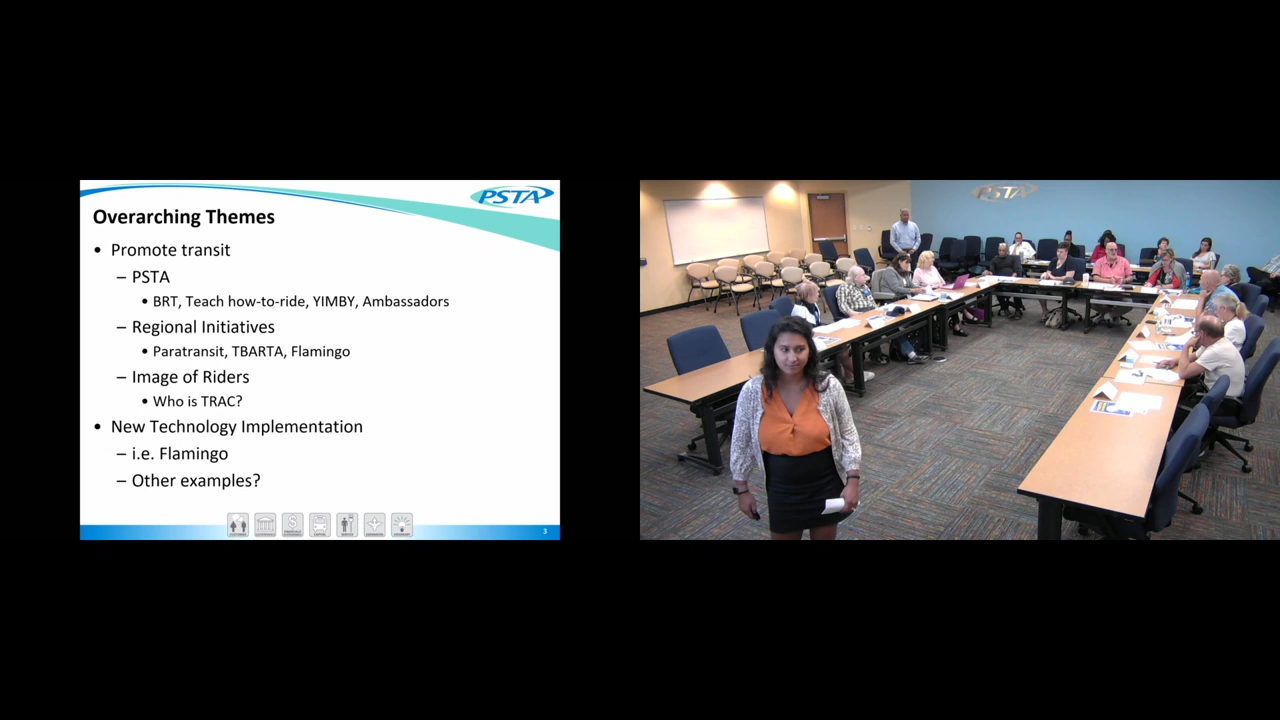 PSTA
Overarching Themes
• Promote transit
– PSTA
• BRT, Teach how-to-ride, YIMBY, Ambassadors
– Regional Initiatives
• Paratransit, TBARTA, Flamingo
– Image of Riders
• Who is TRAC?
• New Technology Implementation
– i.e. Flamingo
– Other examples?
3
PSTA